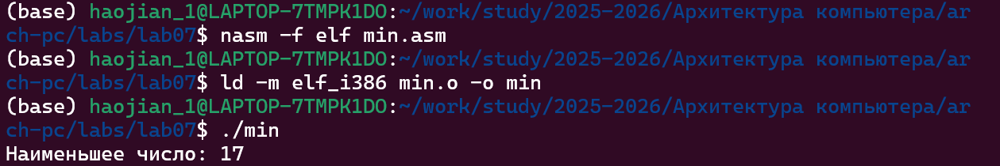 (base) haojian_1@LAPTOP-7TMPK1DO:~/work/study/2025-2026/Архитектура компьютера/ar
ch-pc/labs/lab07$ nasm -f elf min.asm
(base) haojian_1@LAPTOP-7TMPK1DO:~/work/study/2025-2026/Архитектура компьютера/ar
ch-pc/labs/lab07$ ld -m elf_i386 min.o -o min
(base) haojian_1@LAPTOP-7TMPK1DO:~/work/study/2025-2026/Архитектура компьютера/ar
ch-pc/labs/lab07$ ./min
Наименьшее число: 17